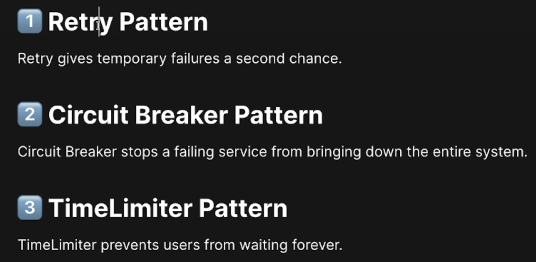 1 Retry Pattern
Retry gives temporary failures a second chance.
2 Circuit Breaker Pattern
Circuit Breaker stops a failing service from bringing down the entire system.
3 TimeLimiter Pattern
TimeLimiter prevents users from waiting forever.